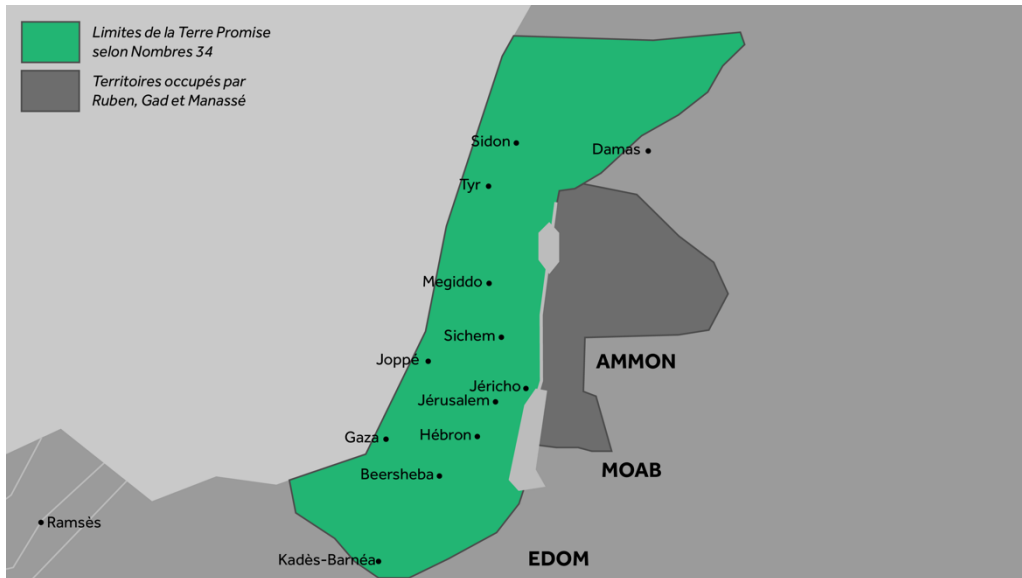 Limites de la Terre Promise
selon Nombres 34
Territoires occupés par
Ruben, Gad et Manassé
Sidon
Damas
Tyr
Megiddo
Sichem
Joppé
AMMON
Jéricho
Jérusalem
Gaza
Hébron
MOAB
Beersheba
Ramsès
Kadès-Barnéa
EDOM